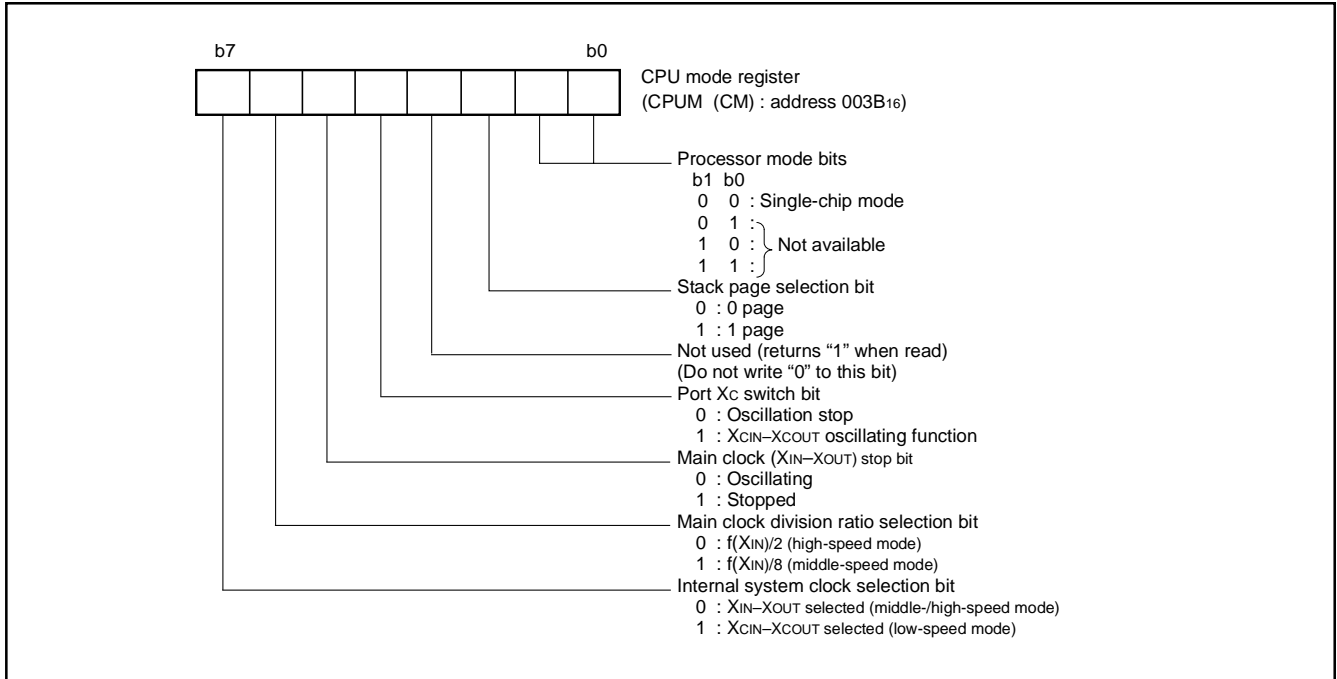 b7 b0
CPU mode register
(CPUM (CM) : address 003B16)
Processor mode bits
b1 b0
0 0 : Single-chip mode
0 1 :
1 0 : Not available
1 1 :
Stack page selection bit
0 : 0 page
1 : 1 page
Not used (returns “1” when read)
(Do not write “0” to this bit)
Port XC switch bit
0 : Oscillation stop
1 : XCIN–XCOUT oscillating function
Main clock (XIN–XOUT) stop bit
0 : Oscillating
1 : Stopped
Main clock division ratio selection bit
0 : f(XIN)/2 (high-speed mode)
1 : f(XIN)/8 (middle-speed mode)
Internal system clock selection bit
0 : XIN–XOUT selected (middle-/high-speed mode)
1 : XCIN–XCOUT selected (low-speed mode)